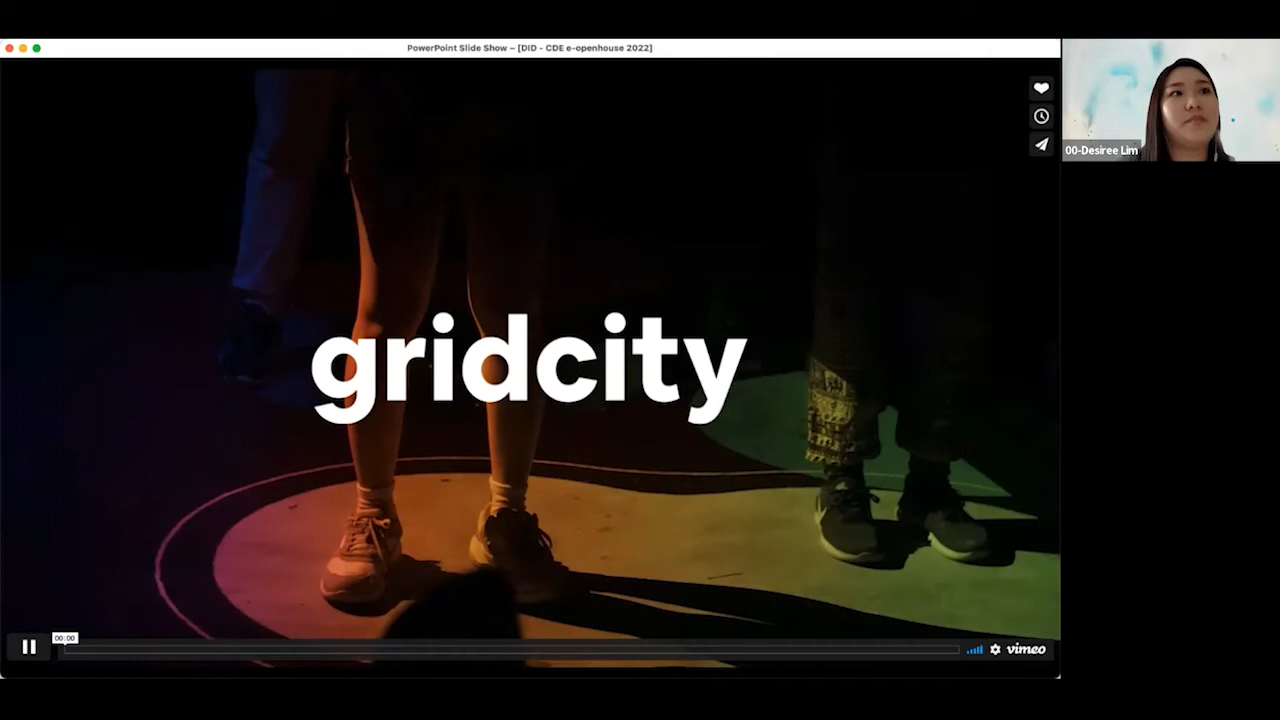 PowerPoint Slide Show – [DID - CDE e-openhouse 2022]
00-Desiree Lim
gridcity
00:00
vimeo